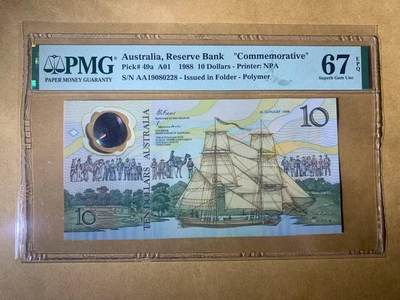 PMG
PAPER MONEY GUARANTY
Australia, Reserve Bank "Commemorative"
Pick# 49a A01 1988 10 Dollars - Printer: NPA
S/N AA19080228 - Issued in Folder - Polymer
67 EPQ
Superb Gem Unc
10
TEN DOLLARS AUSTRALIA
10